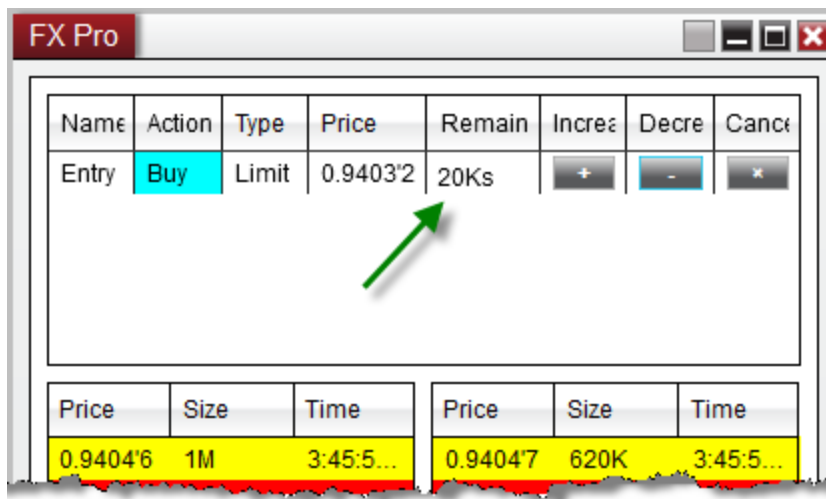 FX Pro
Name Action Type Price Remain Increa Decre Cance
Entry Buy Limit 0.9403'2 20Ks + - ×
Price Size Time Price Size Time
0.9404'6 1M 3:45:5... 0.9404'7 620K 3:45:5...